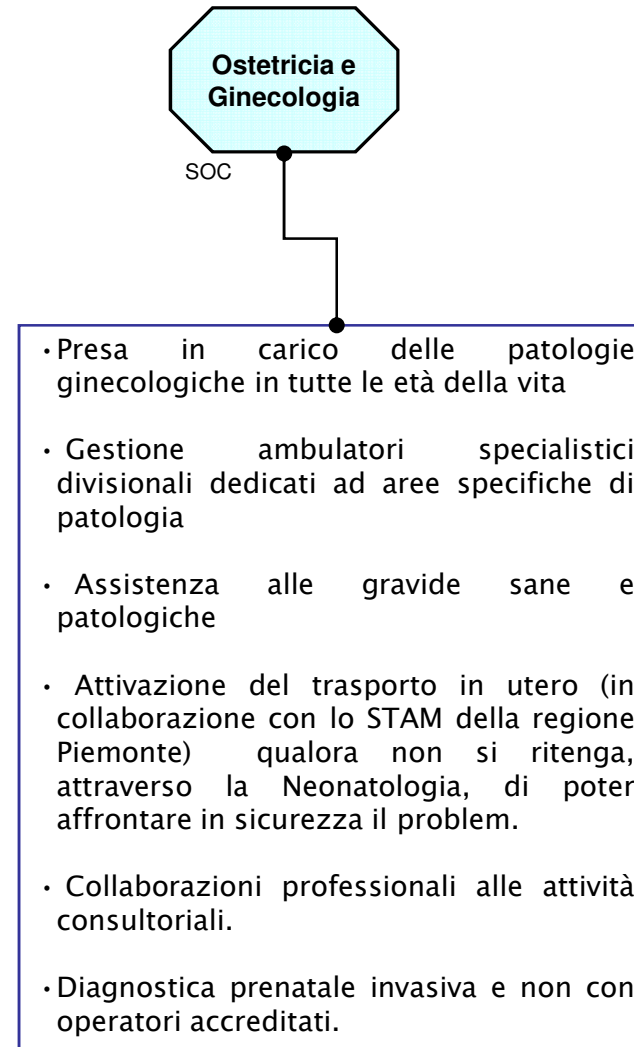 Ostetricia e
Ginecologia
SOC
•Presa in carico delle patologie
ginecologiche in tutte le età della vita
• Gestione ambulatori specialistici
divisionali dedicati ad aree specifiche di
patologia
• Assistenza alle gravide sane e
patologiche
• Attivazione del trasporto in utero (in
collaborazione con lo STAM della regione
Piemonte) qualora non si ritenga,
attraverso la Neonatologia, di poter
affrontare in sicurezza il problem.
• Collaborazioni professionali alle attività
consultoriali.
•Diagnostica prenatale invasiva e non con
operatori accreditati.